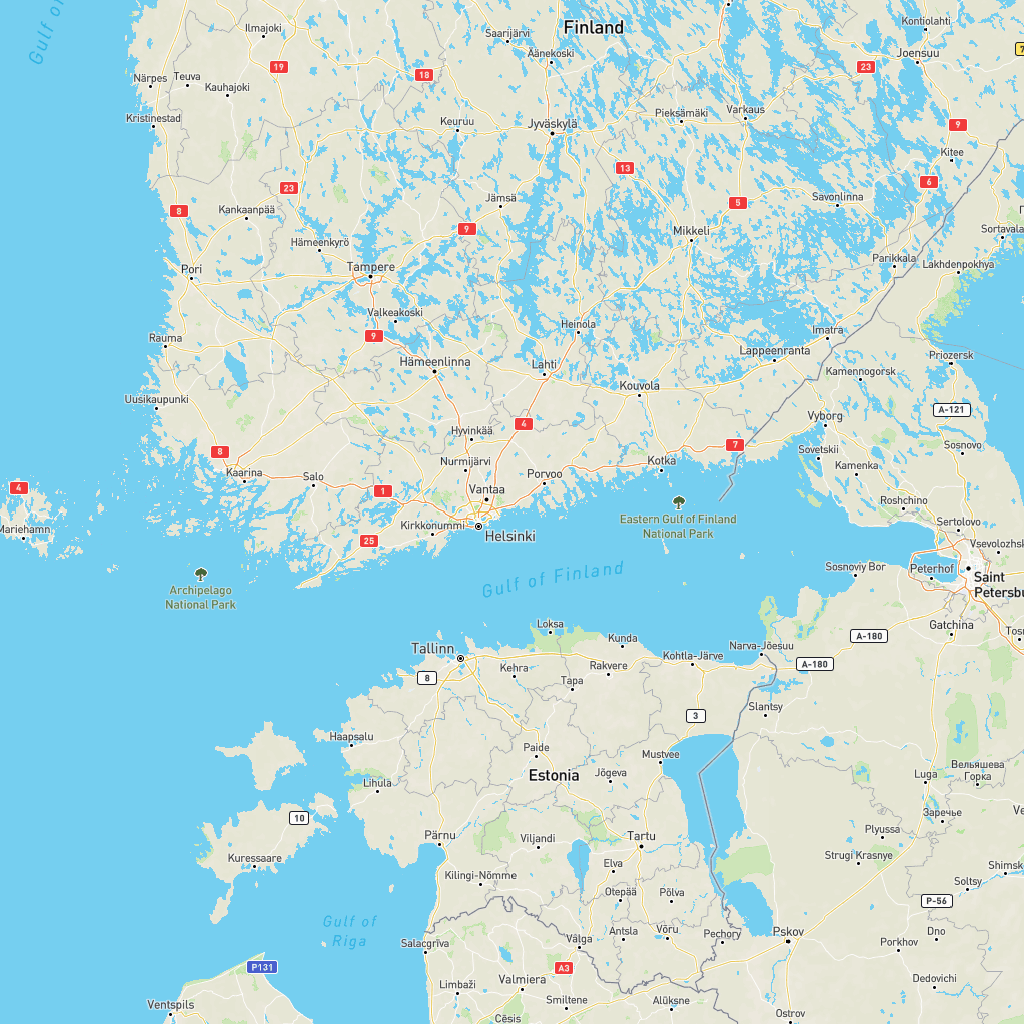 Gulf of
Ilmajoki
Saarijärvi
Finland
Kontiolahti
Äänekoski
Joensuu
7
19
18
23
Närpes
Teuva
Kauhajoki
Kristinestad
Keuruu
Jyväskylä
Pieksämäki
Varkaus
9
Kitee
13
6
23
Jämsä
5
Savonlinna
8
Kankaanpää
9
Mikkeli
Sortavala
Hämeenkyrö
Pori
Tampere
Parikkala
Lakhdenpokhya
Valkeakoski
Heinola
Imatra
Rauma
9
Hämeenlinna
Lahti
Lappeenranta
Priozersk
Kouvola
Kamennogorsk
Uusikaupunki
A-121
Vyborg
Hyvinkää
4
8
7
Sovetskii
Sosnovo
Kaarina
Salo
Nurmijärvi
Porvoo
Kotka
Kamenka
4
1
Vantaa
Roshchino
Mariehamn
Kirkkonummi
Helsinki
Eastern Gulf of Finland
National Park
Sertolovo
25
Vsevolozhsk
Archipelago
National Park
Gulf of Finland
Sosnoviy Bor
Peterhof
Saint
Petersbu
Loksa
Gatchina
Tallinn
Kunda
Narva-Jõesuu
A-180
Tos
8
Kehra
Rakvere
Kohtla-Järve
A-180
Tapa
Slantsy
3
Haapsalu
Paide
Mustvee
Estonia
Jõgeva
Luga
Вельяшева
Горка
Lihula
10
Заречье
Ve
Pärnu
Viljandi
Tartu
Plyussa
Kuressaare
Elva
Strugi Krasnye
Shimsk
Kilingi-Nõmme
Otepää
Põlva
Soltsy
P-56
Gulf of
Riga
Antsla
Võru
Pskov
Dno
Salacgrīva
Valga
Pechory
Porkhov
P131
A3
Limbaži
Valmiera
Dedovichi
Ventspils
Smiltene
Alūksne
Cēsis
Ostrov